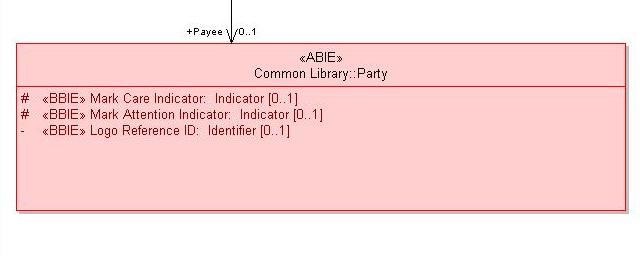 +Payee 0..1
«ABIE»
Common Library::Party
# «BBIE» Mark Care Indicator: Indicator [0..1]
# «BBIE» Mark Attention Indicator: Indicator [0..1]
- «BBIE» Logo Reference ID: Identifier [0..1]